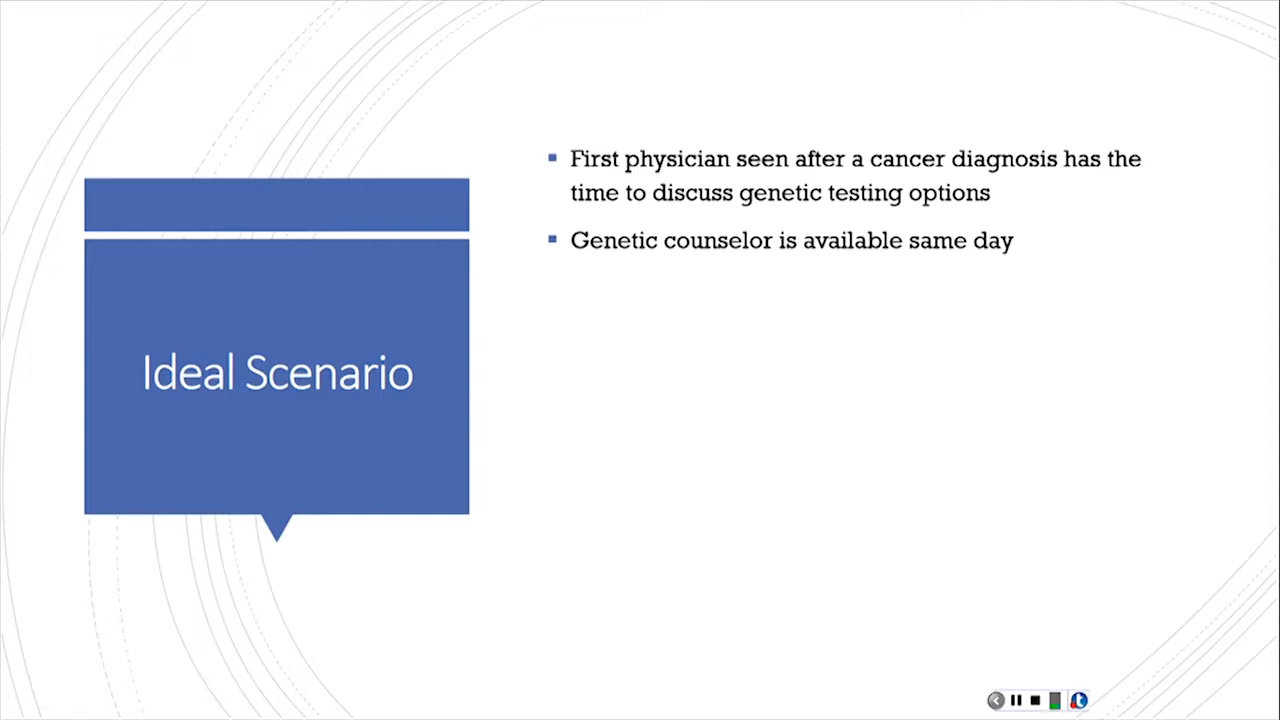 Ideal Scenario
First physician seen after a cancer diagnosis has the
time to discuss genetic testing options
Genetic counselor is available same day